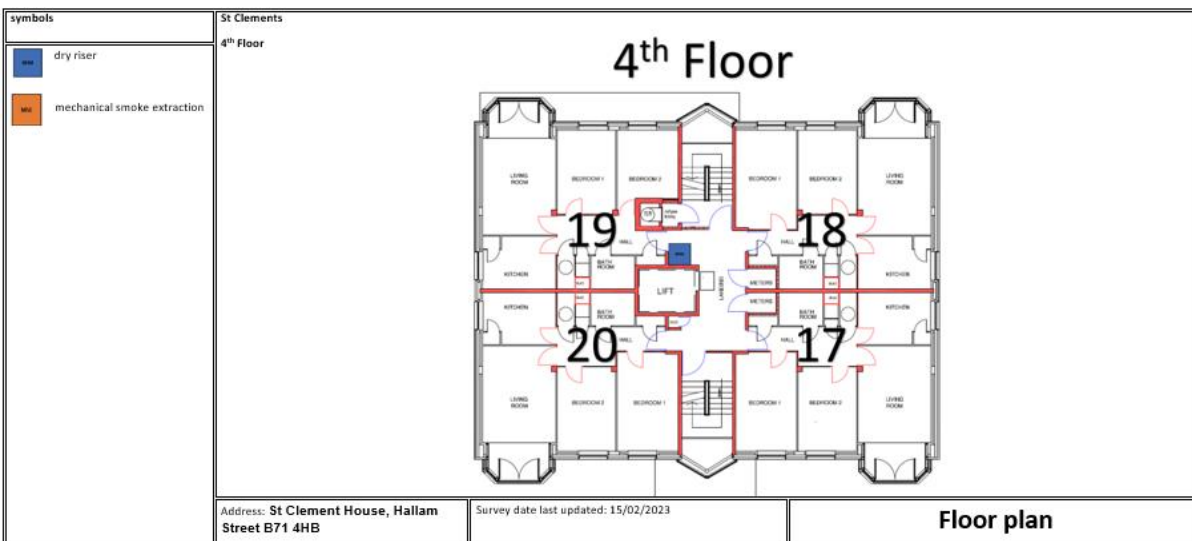 symbols
dry riser
mechanical smoke extraction
St Clements
4th Floor
4th Floor
LIVING
ROOM
BEDROOM 1
BEDROOM 2
BEDROOM 1
BEDROOM 2
LIVING
ROOM
19
HALL
HALL
18
KITCHEN
BATH
ROOM
BATH
ROOM
KITCHEN
LIFT
LANDING
METERS
METERS
KITCHEN
BATH
ROOM
BATH
ROOM
KITCHEN
20
HALL
HALL
17
LIVING
ROOM
BEDROOM 2
BEDROOM 1
BEDROOM 1
BEDROOM 2
LIVING
ROOM
Address: St Clement House, Hallam
Street B71 4HB
Survey date last updated: 15/02/2023
Floor plan